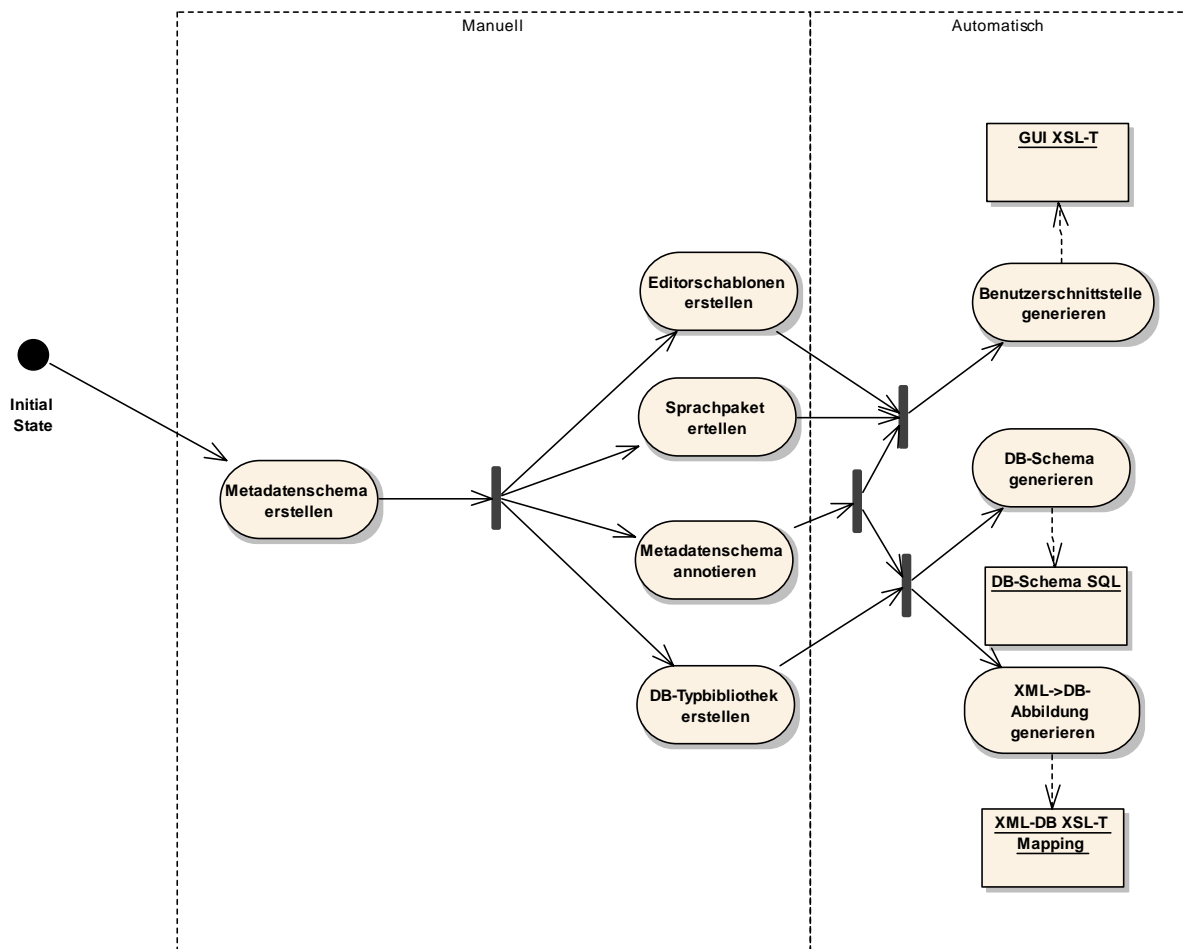 Manuell
Automatisch
GUI XSL-T
Editorschablonen
erstellen
Benutzerschnittstelle
generieren
Initial
State
Sprachpaket
ertellen
Metadatenschema
erstellen
DB-Schema
generieren
Metadatenschema
annotieren
DB-Schema SQL
DB-Typbibliothek
erstellen
XML->DB-
Abbildung
generieren
XML-DB XSL-T
Mapping